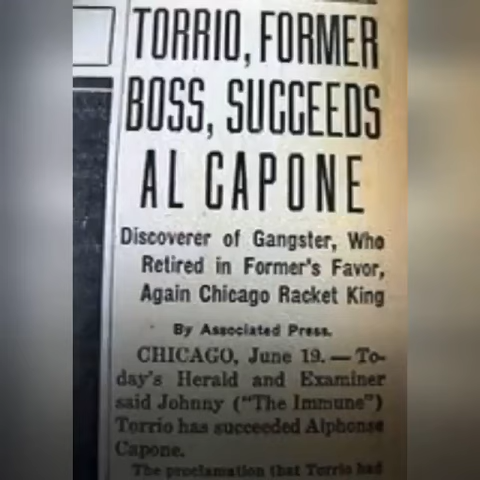 TORRIO, FORMER
BOSS, SUCCEEDS
AL CAPONE
Discoverer of Gangster, Who
Retired in Former's Favor,
Again Chicago Racket King
By Associated Press.
CHICAGO, June 19. — To-
day's Herald and Examiner
said Johnny ("The Immune")
Torrio has succeeded Alphonse
Capone.
The proclamation that Torrio had